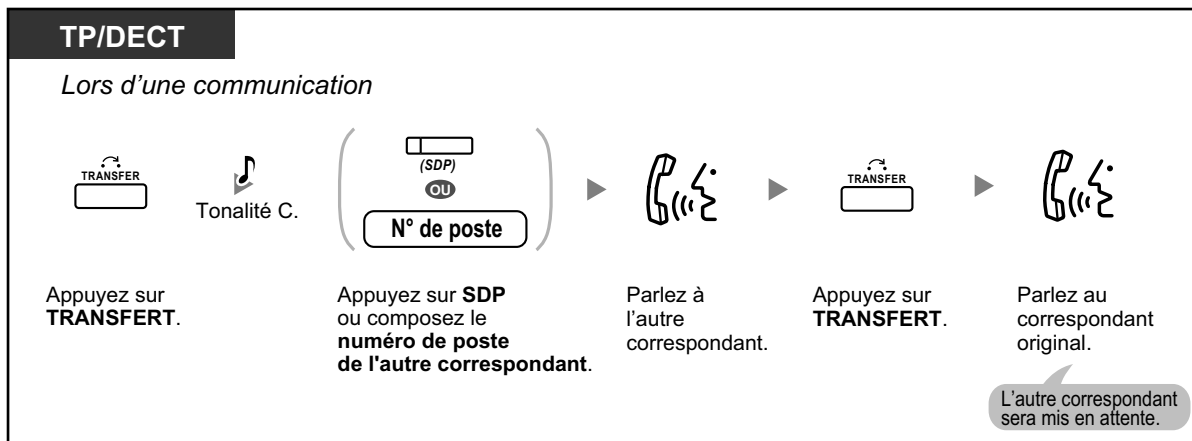 TP/DECT
Lors d'une communication
TRANSFER
Tonalité C.
(SDP)
OU
N° de poste
TRANSFER
Appuyez sur
TRANSFERT.
Appuyez sur SDP
ou composez le
numéro de poste
de l'autre correspondant.
Parlez à
l'autre
correspondant.
Appuyez sur
TRANSFERT.
Parlez au
correspondant
original.
L'autre correspondant
sera mis en attente.